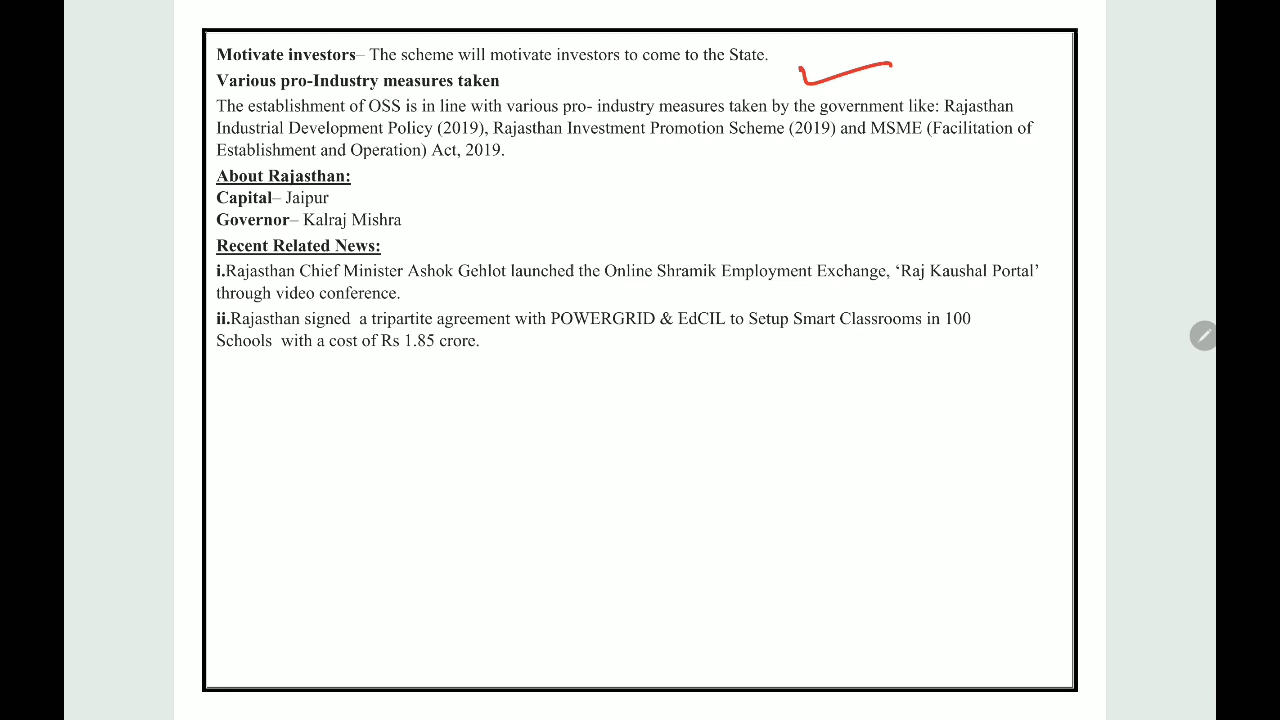 Motivate investors– The scheme will motivate investors to come to the State.
Various pro-Industry measures taken
The establishment of OSS is in line with various pro- industry measures taken by the government like: Rajasthan
Industrial Development Policy (2019), Rajasthan Investment Promotion Scheme (2019) and MSME (Facilitation of
Establishment and Operation) Act, 2019.
About Rajasthan:
Capital– Jaipur
Governor– Kalraj Mishra
Recent Related News:
i.Rajasthan Chief Minister Ashok Gehlot launched the Online Shramik Employment Exchange, ‘Raj Kaushal Portal’
through video conference.
ii.Rajasthan signed  a tripartite agreement with POWERGRID & EdCIL to Setup Smart Classrooms in 100
Schools  with a cost of Rs 1.85 crore.